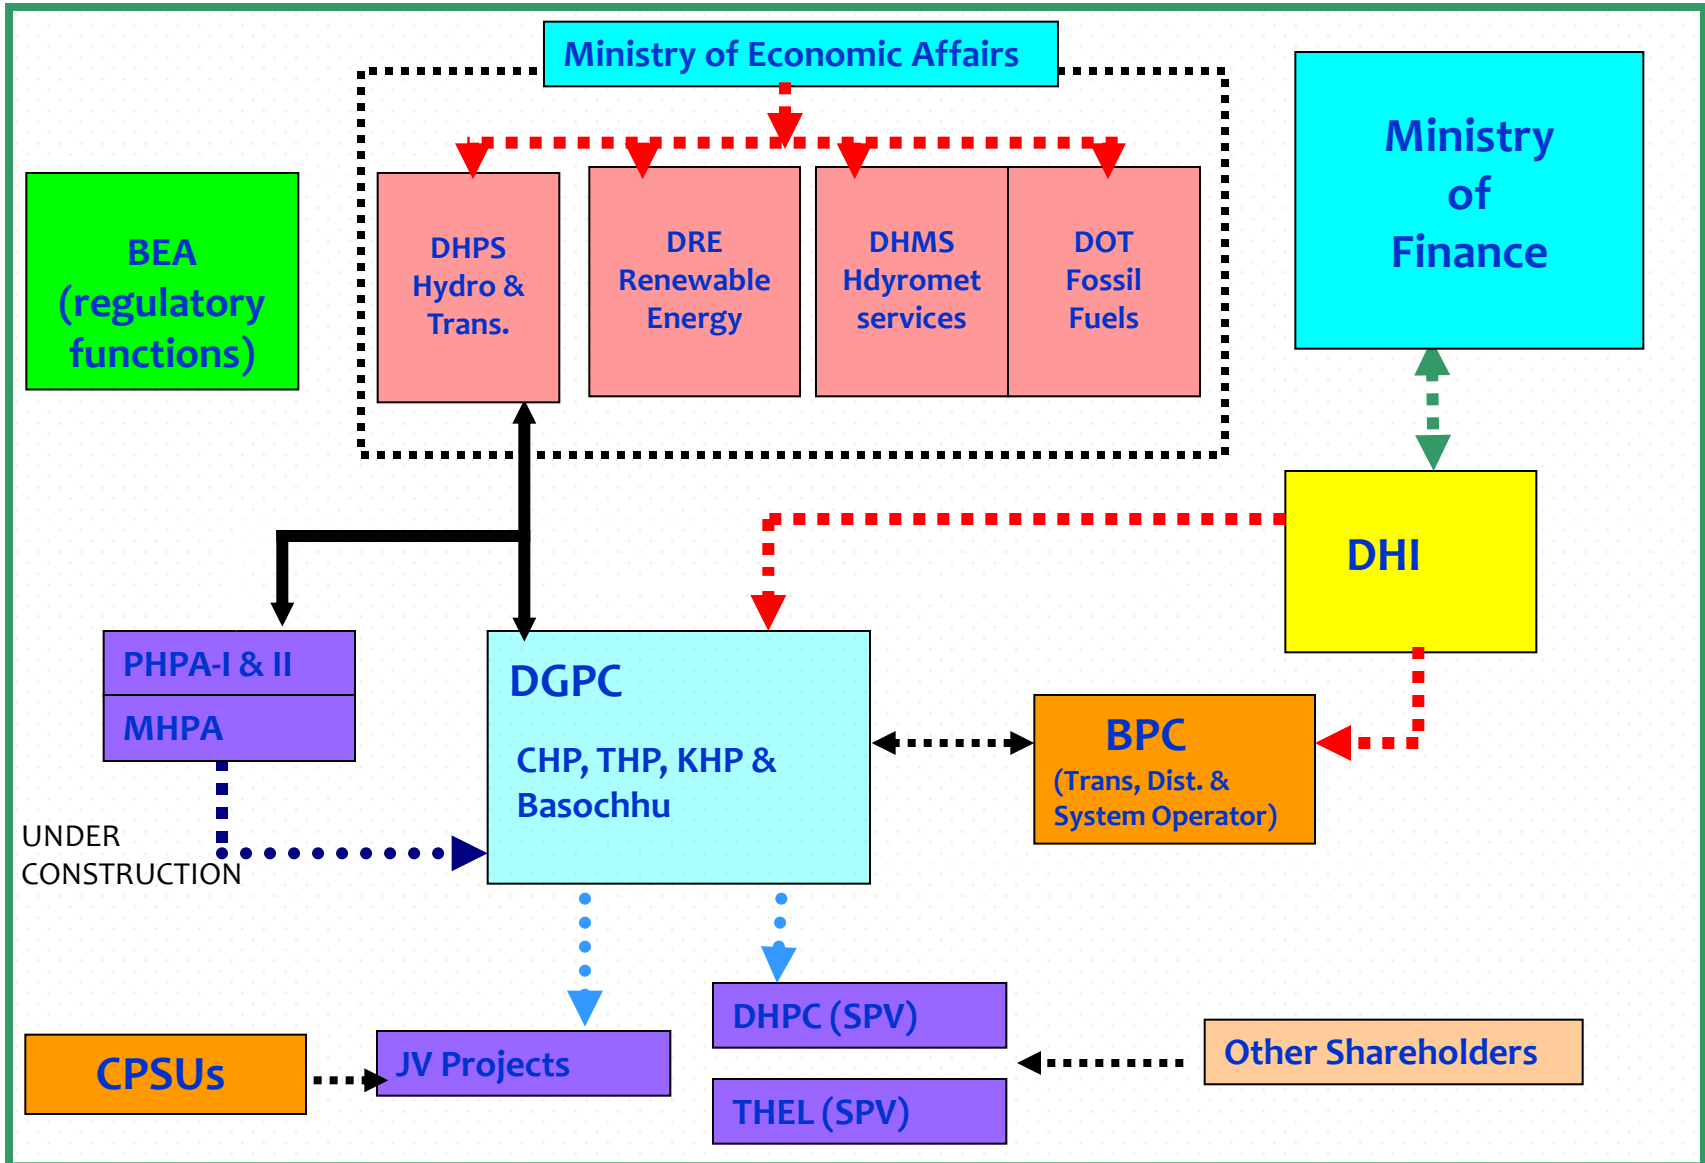 Ministry of Economic Affairs
Ministry
of
Finance
BEA
(regulatory
functions)
DHPS
Hydro &
Trans.
DRE
Renewable
Energy
DHMS
Hdyromet
services
DOT
Fossil
Fuels
DHI
PHPA-I & II
MHPA
DGPC
CHP, THP, KHP &
Basochhu
BPC
(Trans, Dist. &
System Operator)
UNDER
CONSTRUCTION
CPSUs
JV Projects
DHPC (SPV)
THEL (SPV)
Other Shareholders